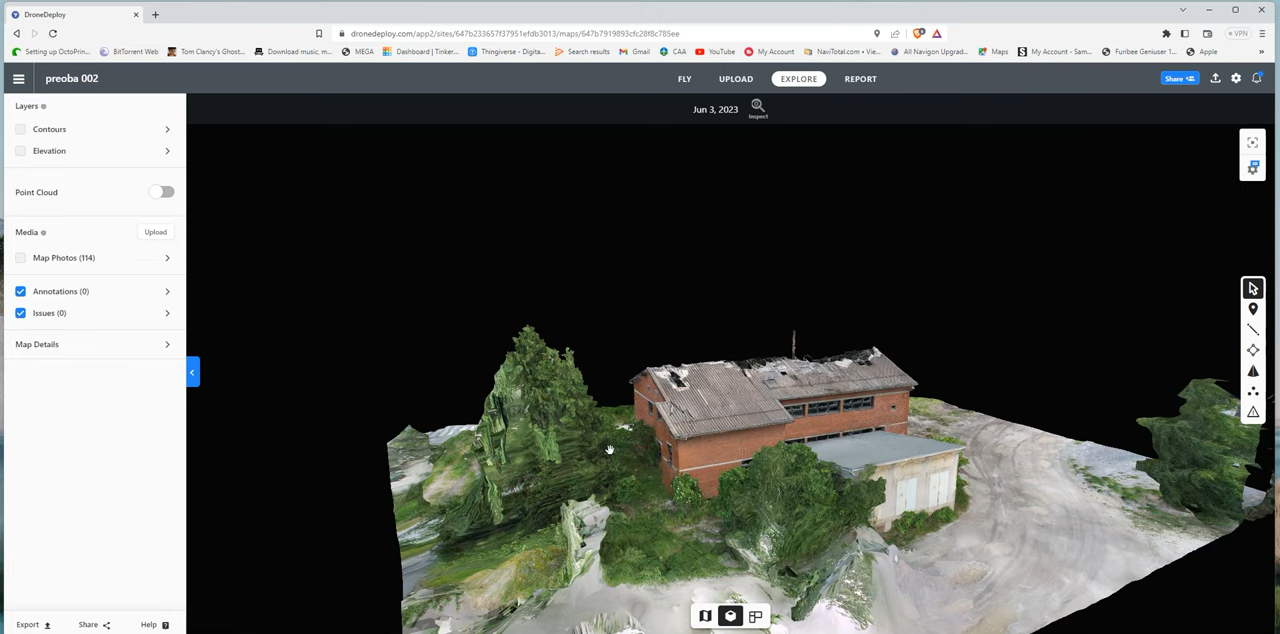 DroneDeploy
dronedeploy.com/app2/sites/647b233657f37951efdb3013/maps/647b7919893cfc28f8c785ee
VPN
Setting up OctoPrin...
BitTorrent Web
Tom Clancy's Ghost...
Download music, m...
MEGA
Dashboard | Tinker...
Thingiverse - Digita...
Search results
Gmail
CAA
YouTube
My Account
NaviTotal.com • Vie...
All Navigon Upgrad...
Maps
My Account - Sam...
Furibee Geniuser 1...
Apple
preoba 002
FLY
UPLOAD
EXPLORE
REPORT
Share
Layers
Jun 3, 2023
Inspect
Contours
Elevation
Point Cloud
Media
Upload
Map Photos (114)
Annotations (0)
Issues (0)
Map Details
Export
Share
Help